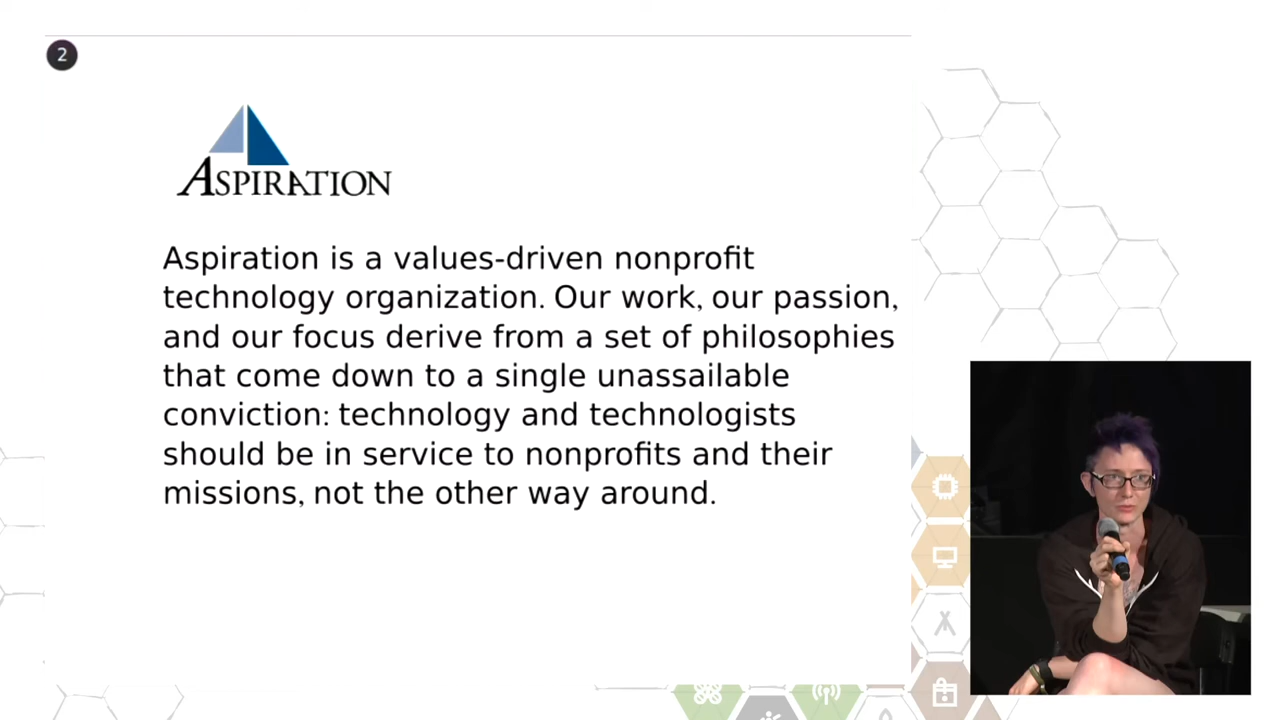 2
ASPIRATION
Aspiration is a values-driven nonprofit
technology organization. Our work, our passion,
and our focus derive from a set of philosophies
that come down to a single unassailable
conviction: technology and technologists
should be in service to nonprofits and their
missions, not the other way around.